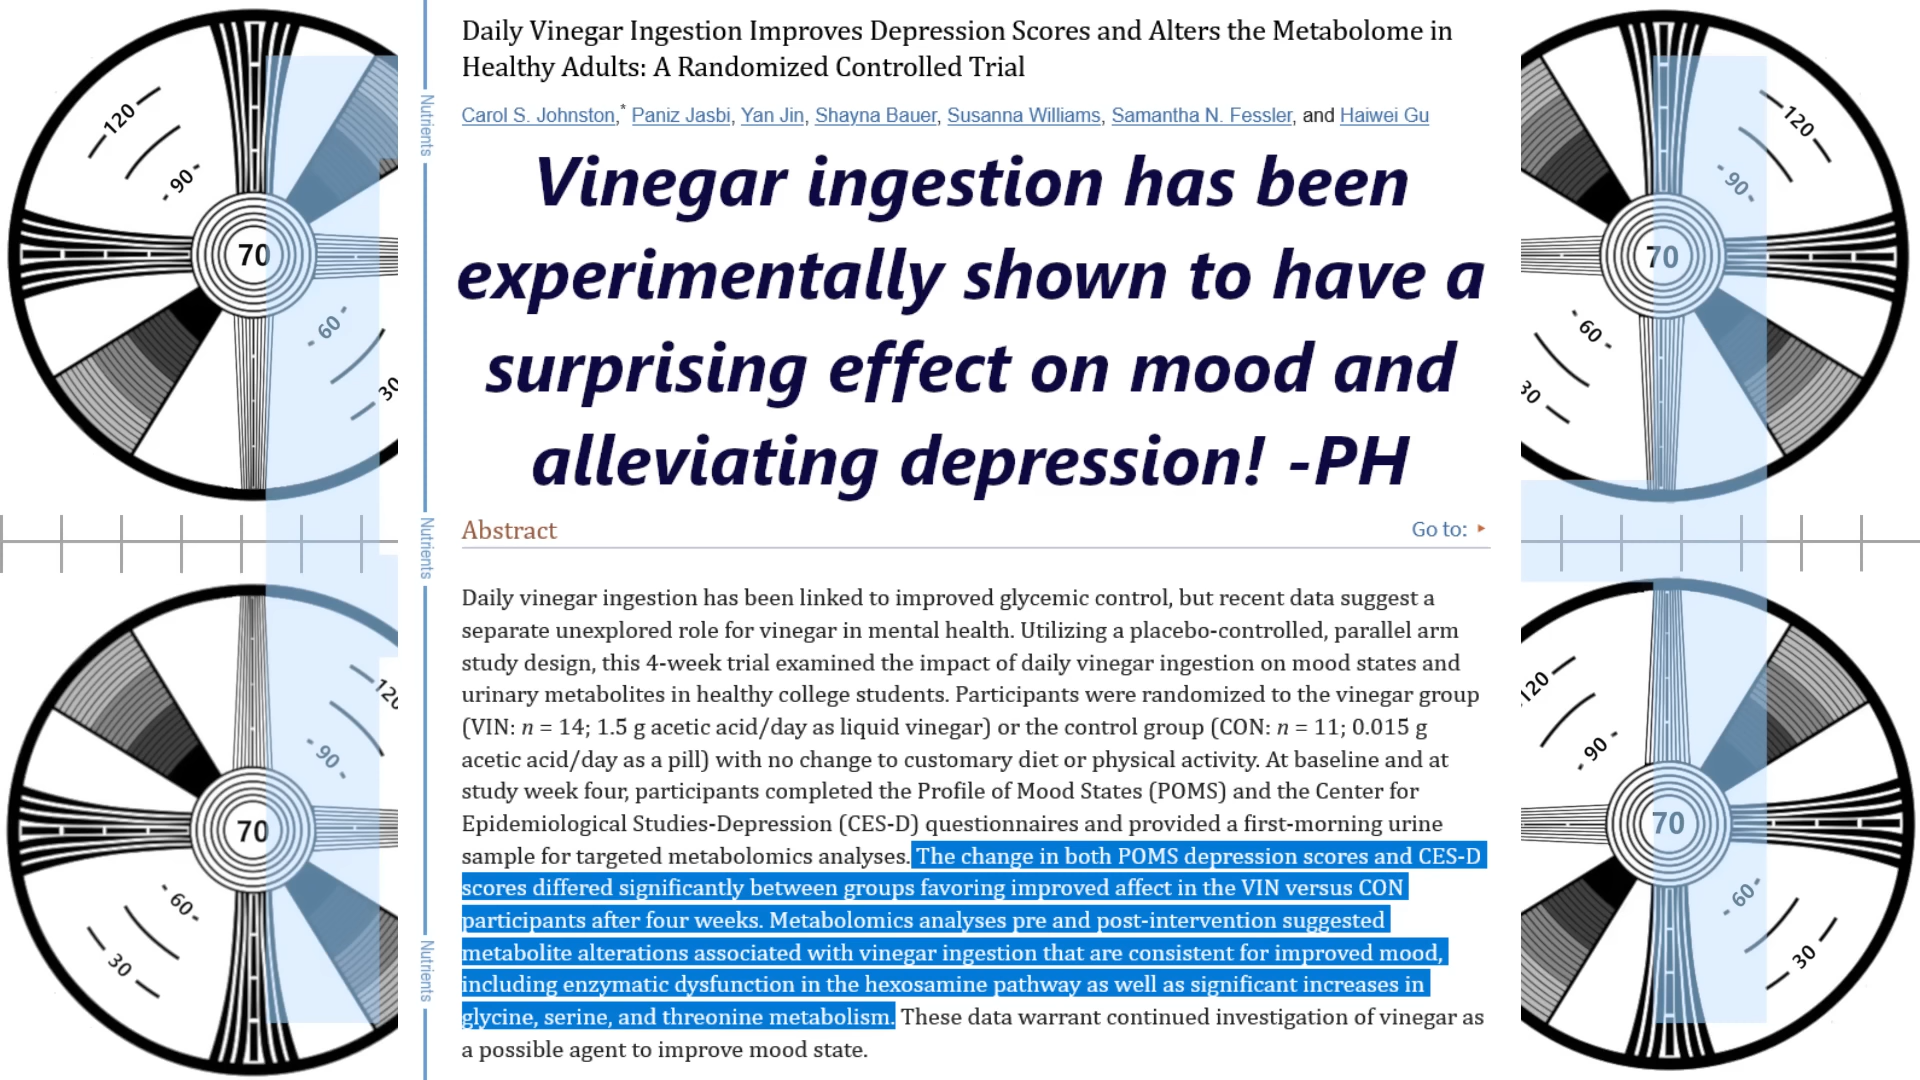 Daily Vinegar Ingestion Improves Depression Scores and Alters the Metabolome in
Healthy Adults: A Randomized Controlled Trial
Carol S. Johnston,* Paniz Jasbi, Yan Jin, Shayna Bauer, Susanna Williams, Samantha N. Fessler, and Haiwei Gu
Vinegar ingestion has been
experimentally shown to have a
surprising effect on mood and
alleviating depression! -PH
Abstract
Go to:
Daily vinegar ingestion has been linked to improved glycemic control, but recent data suggest a
separate unexplored role for vinegar in mental health. Utilizing a placebo-controlled, parallel arm
study design, this 4-week trial examined the impact of daily vinegar ingestion on mood states and
urinary metabolites in healthy college students. Participants were randomized to the vinegar group
(VIN: n = 14; 1.5 g acetic acid/day as liquid vinegar) or the control group (CON: n = 11; 0.015 g
acetic acid/day as a pill) with no change to customary diet or physical activity. At baseline and at
study week four, participants completed the Profile of Mood States (POMS) and the Center for
Epidemiological Studies-Depression (CES-D) questionnaires and provided a first-morning urine
sample for targeted metabolomics analyses. The change in both POMS depression scores and CES-D
scores differed significantly between groups favoring improved affect in the VIN versus CON
participants after four weeks. Metabolomics analyses pre and post-intervention suggested
metabolite alterations associated with vinegar ingestion that are consistent for improved mood,
including enzymatic dysfunction in the hexosamine pathway as well as significant increases in
glycine, serine, and threonine metabolism. These data warrant continued investigation of vinegar as
a possible agent to improve mood state.
Nutrients
Nutrients
Nutrients
120
90
70
60
30
120
90
70
60
30
120
90
70
60
30
120
90
70
60
30